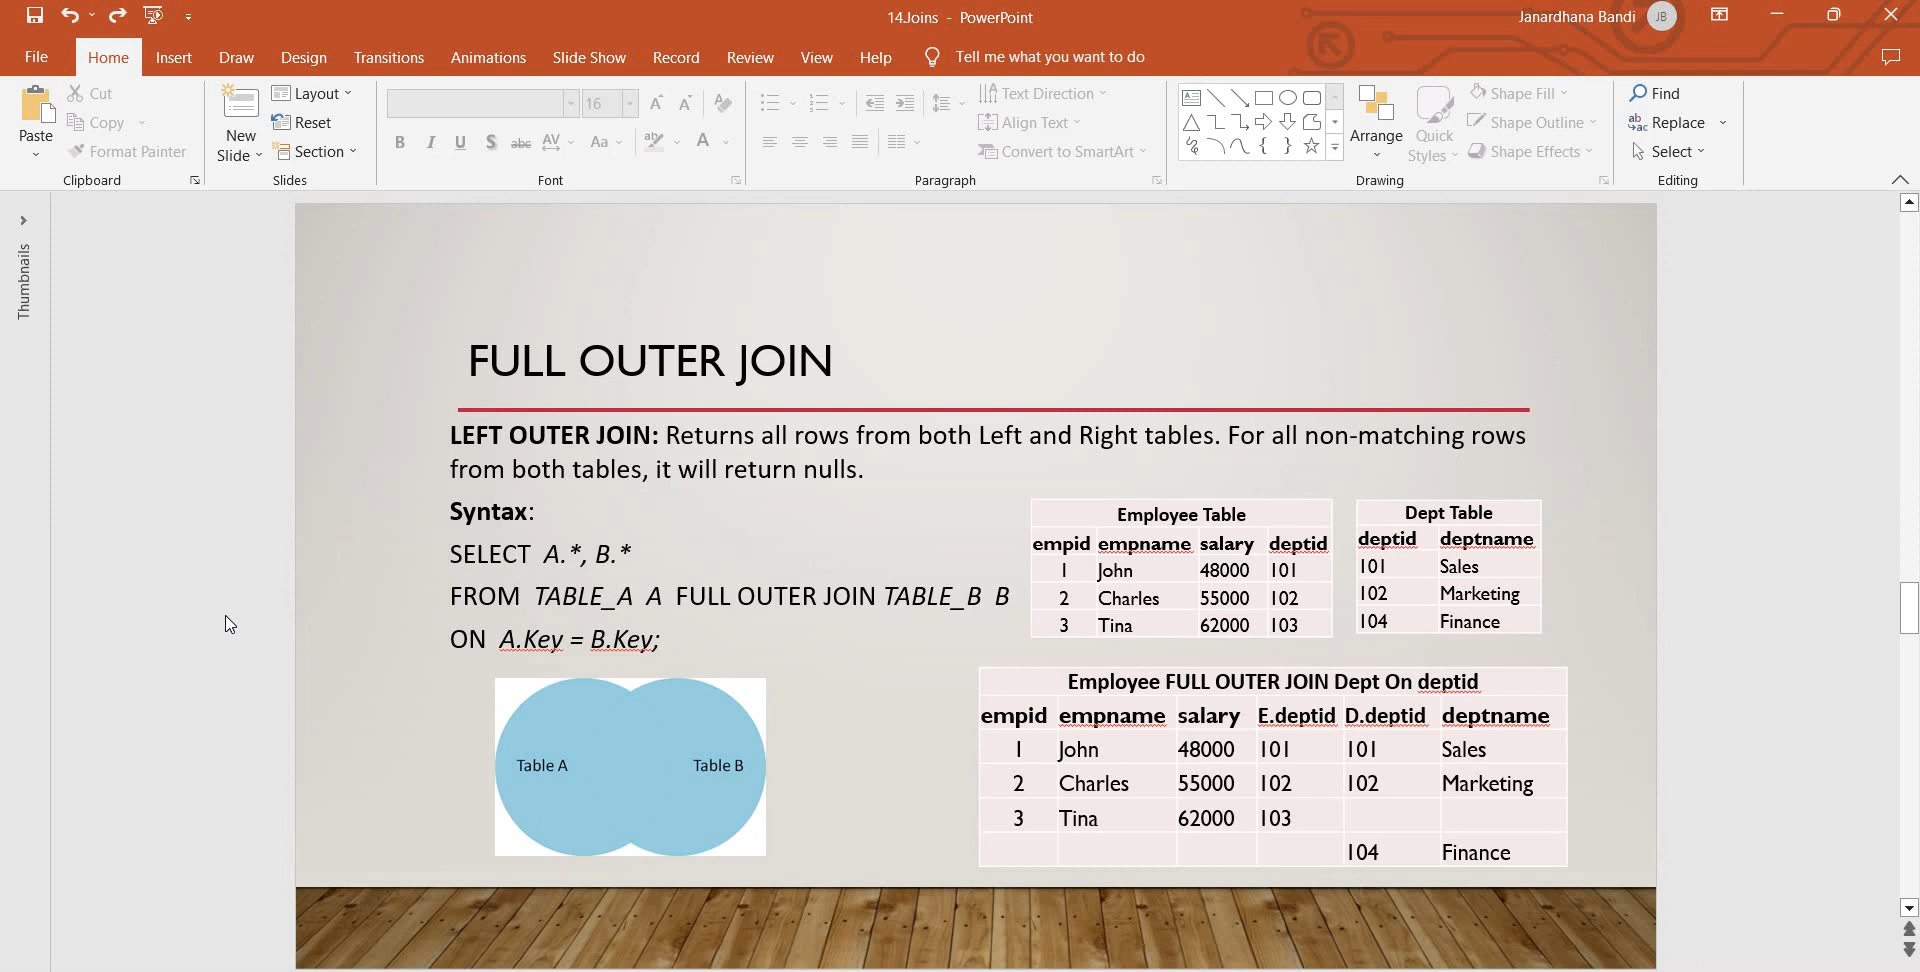 14.Joins - PowerPoint
Janardhana Bandi JB
File Home Insert Draw Design Transitions Animations Slide Show Record Review View Help Tell me what you want to do
Paste
Cut
Copy
Format Painter
Clipboard
New
Slide
Layout
Reset
Section
Slides
16
B I U S abc AV Aa A
Font
Text Direction
Align Text
Convert to SmartArt
Paragraph
Arrange
Quick
Styles
Shape Fill
Shape Outline
Shape Effects
Drawing
Find
Replace
Select
Editing
Thumbnails
FULL OUTER JOIN
LEFT OUTER JOIN: Returns all rows from both Left and Right tables. For all non-matching rows
from both tables, it will return nulls.
Syntax:
SELECT A.*, B.*
FROM TABLE_A A FULL OUTER JOIN TABLE_B B
ON A.Key = B.Key;
Employee Table
empid empname salary deptid
1 John 48000 101
2 Charles 55000 102
3 Tina 62000 103
Dept Table
deptid deptname
101 Sales
102 Marketing
104 Finance
Table A Table B
Employee FULL OUTER JOIN Dept On deptid
empid empname salary E.deptid D.deptid deptname
1 John 48000 101 101 Sales
2 Charles 55000 102 102 Marketing
3 Tina 62000 103
104 Finance